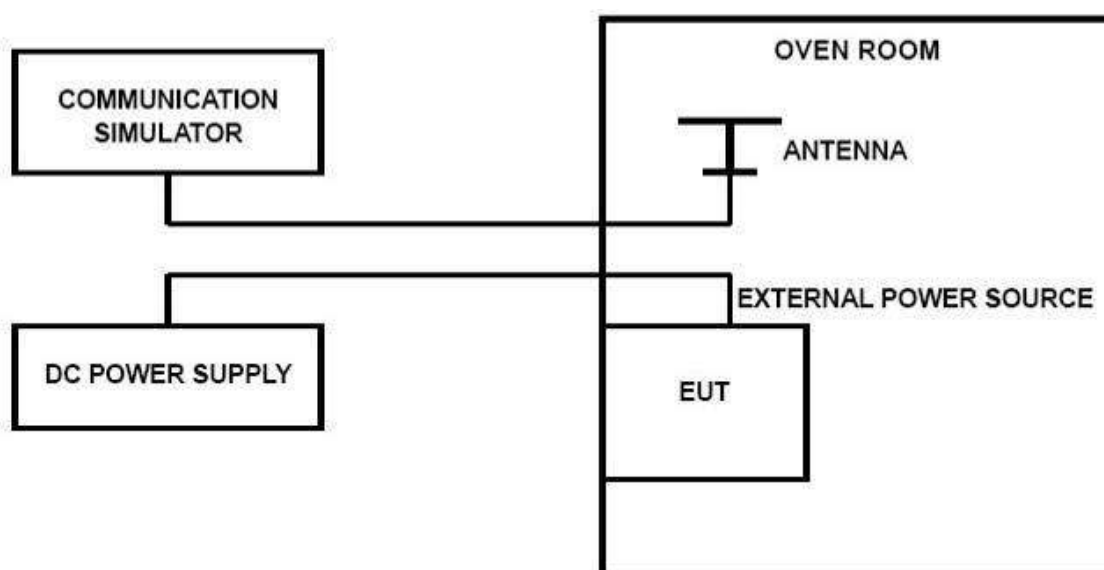 OVEN ROOM
COMMUNICATION
SIMULATOR
ANTENNA
EXTERNAL POWER SOURCE
DC POWER SUPPLY
EUT